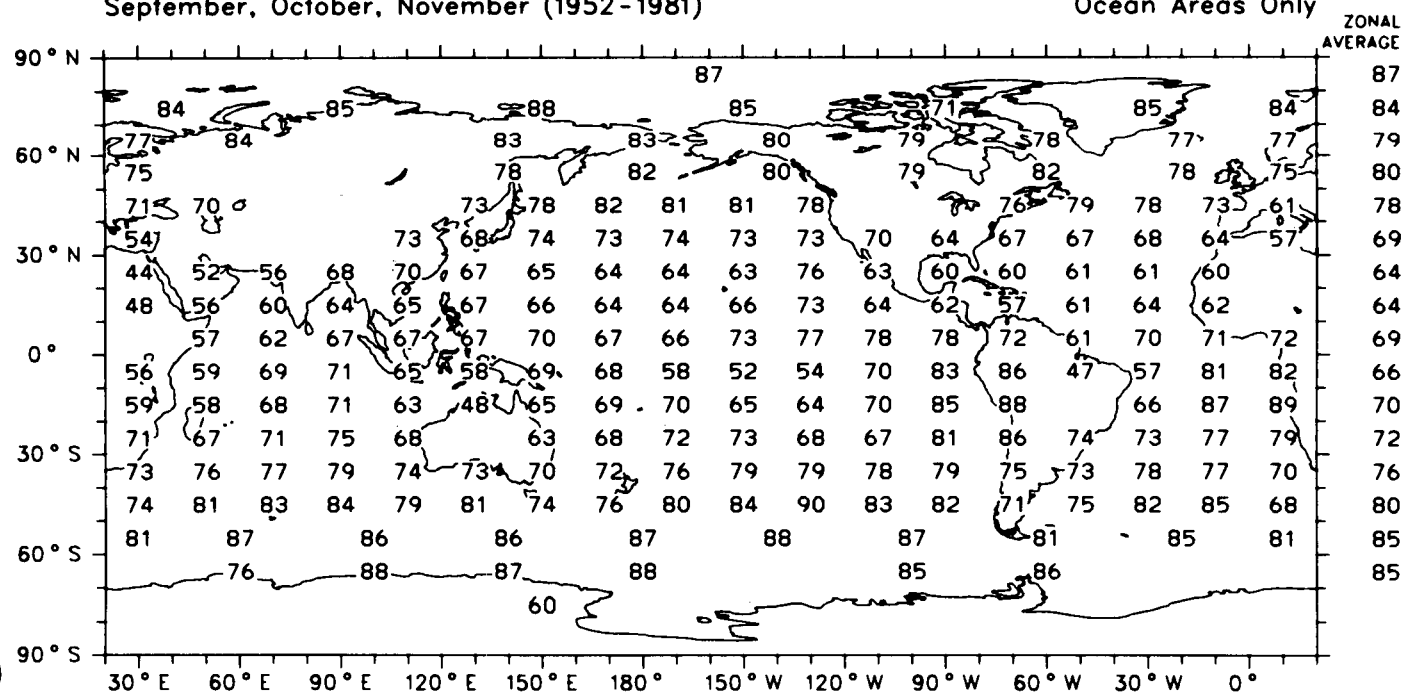 September, October, November (1952-1981) Ocean Areas Only
ZONAL
AVERAGE
90° N
87 87
84 85 88 85 71 85 84 84
77 84 83 83 80 79 78 77 77 79
60° N
75 78 82 80 79 82 78 75 80
71 70 73 78 82 81 81 78 76 79 78 73 61 78
54 73 68 74 73 74 73 73 70 64 67 67 68 64 57 69
30° N
44 52 56 68 70 67 65 64 64 63 76 63 60 60 61 61 60 64
48 56 60 64 65 67 66 64 64 66 73 64 62 57 61 64 62 64
57 62 67 67 67 70 67 66 73 77 78 78 72 61 70 71 72 69
0°
56 59 69 71 65 58 69 68 58 52 54 70 83 86 47 57 81 82 66
59 58 68 71 63 48 65 69 70 65 64 70 85 88 66 87 89 70
71 67 71 75 68 63 68 72 73 68 67 81 86 74 73 77 79 72
30° S
73 76 77 79 74 73 70 72 76 79 79 78 79 75 73 78 77 70 76
74 81 83 84 79 81 74 76 80 84 90 83 82 71 75 82 85 68 80
81 87 86 86 87 88 87 81 85 81 85
60° S
76 88 87 88 85 86 85
60
90° S
30° E 60° E 90° E 120° E 150° E 180° 150° W 120° W 90° W 60° W 30° W 0°